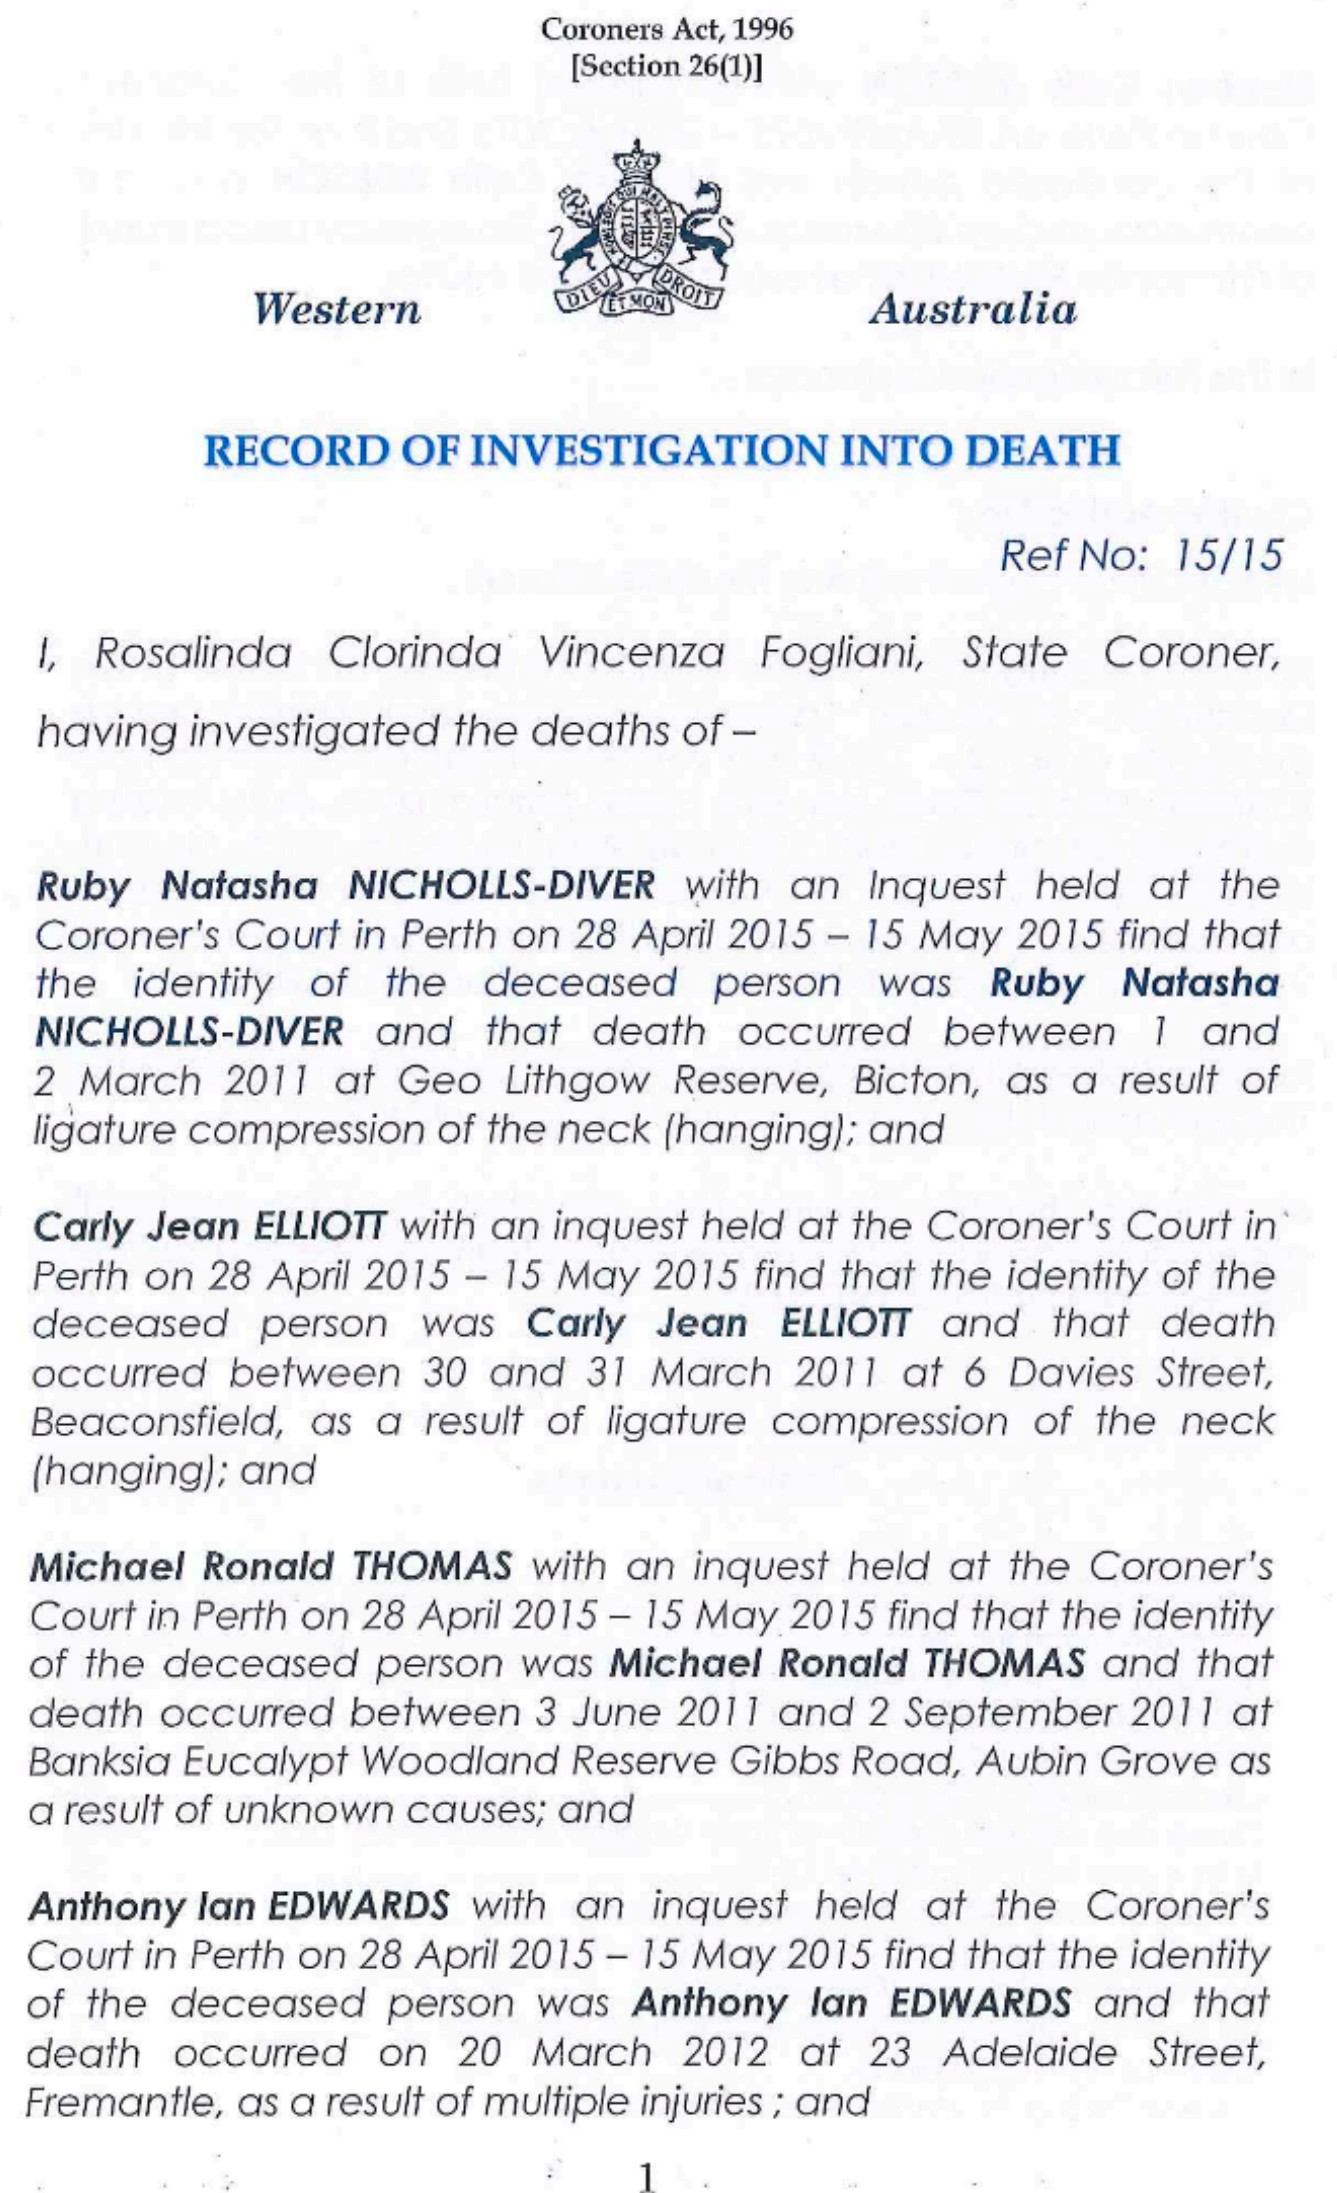 Coroners Act, 1996
[Section 26(1)]
DIEU ET MON DROIT
Western Australia
RECORD OF INVESTIGATION INTO DEATH
Ref No: 15/15
I, Rosalinda Clorinda Vincenza Fogliani, State Coroner,
having investigated the deaths of –
Ruby Natasha NICHOLLS-DIVER with an Inquest held at the
Coroner's Court in Perth on 28 April 2015 – 15 May 2015 find that
the identity of the deceased person was Ruby Natasha
NICHOLLS-DIVER and that death occurred between 1 and
2 March 2011 at Geo Lithgow Reserve, Bicton, as a result of
ligature compression of the neck (hanging); and
Carly Jean ELLIOTT with an inquest held at the Coroner's Court in
Perth on 28 April 2015 – 15 May 2015 find that the identity of the
deceased person was Carly Jean ELLIOTT and that death
occurred between 30 and 31 March 2011 at 6 Davies Street,
Beaconsfield, as a result of ligature compression of the neck
(hanging); and
Michael Ronald THOMAS with an inquest held at the Coroner's
Court in Perth on 28 April 2015 – 15 May 2015 find that the identity
of the deceased person was Michael Ronald THOMAS and that
death occurred between 3 June 2011 and 2 September 2011 at
Banksia Eucalypt Woodland Reserve Gibbs Road, Aubin Grove as
a result of unknown causes; and
Anthony Ian EDWARDS with an inquest held at the Coroner's
Court in Perth on 28 April 2015 – 15 May 2015 find that the identity
of the deceased person was Anthony Ian EDWARDS and that
death occurred on 20 March 2012 at 23 Adelaide Street,
Fremantle, as a result of multiple injuries ; and
1